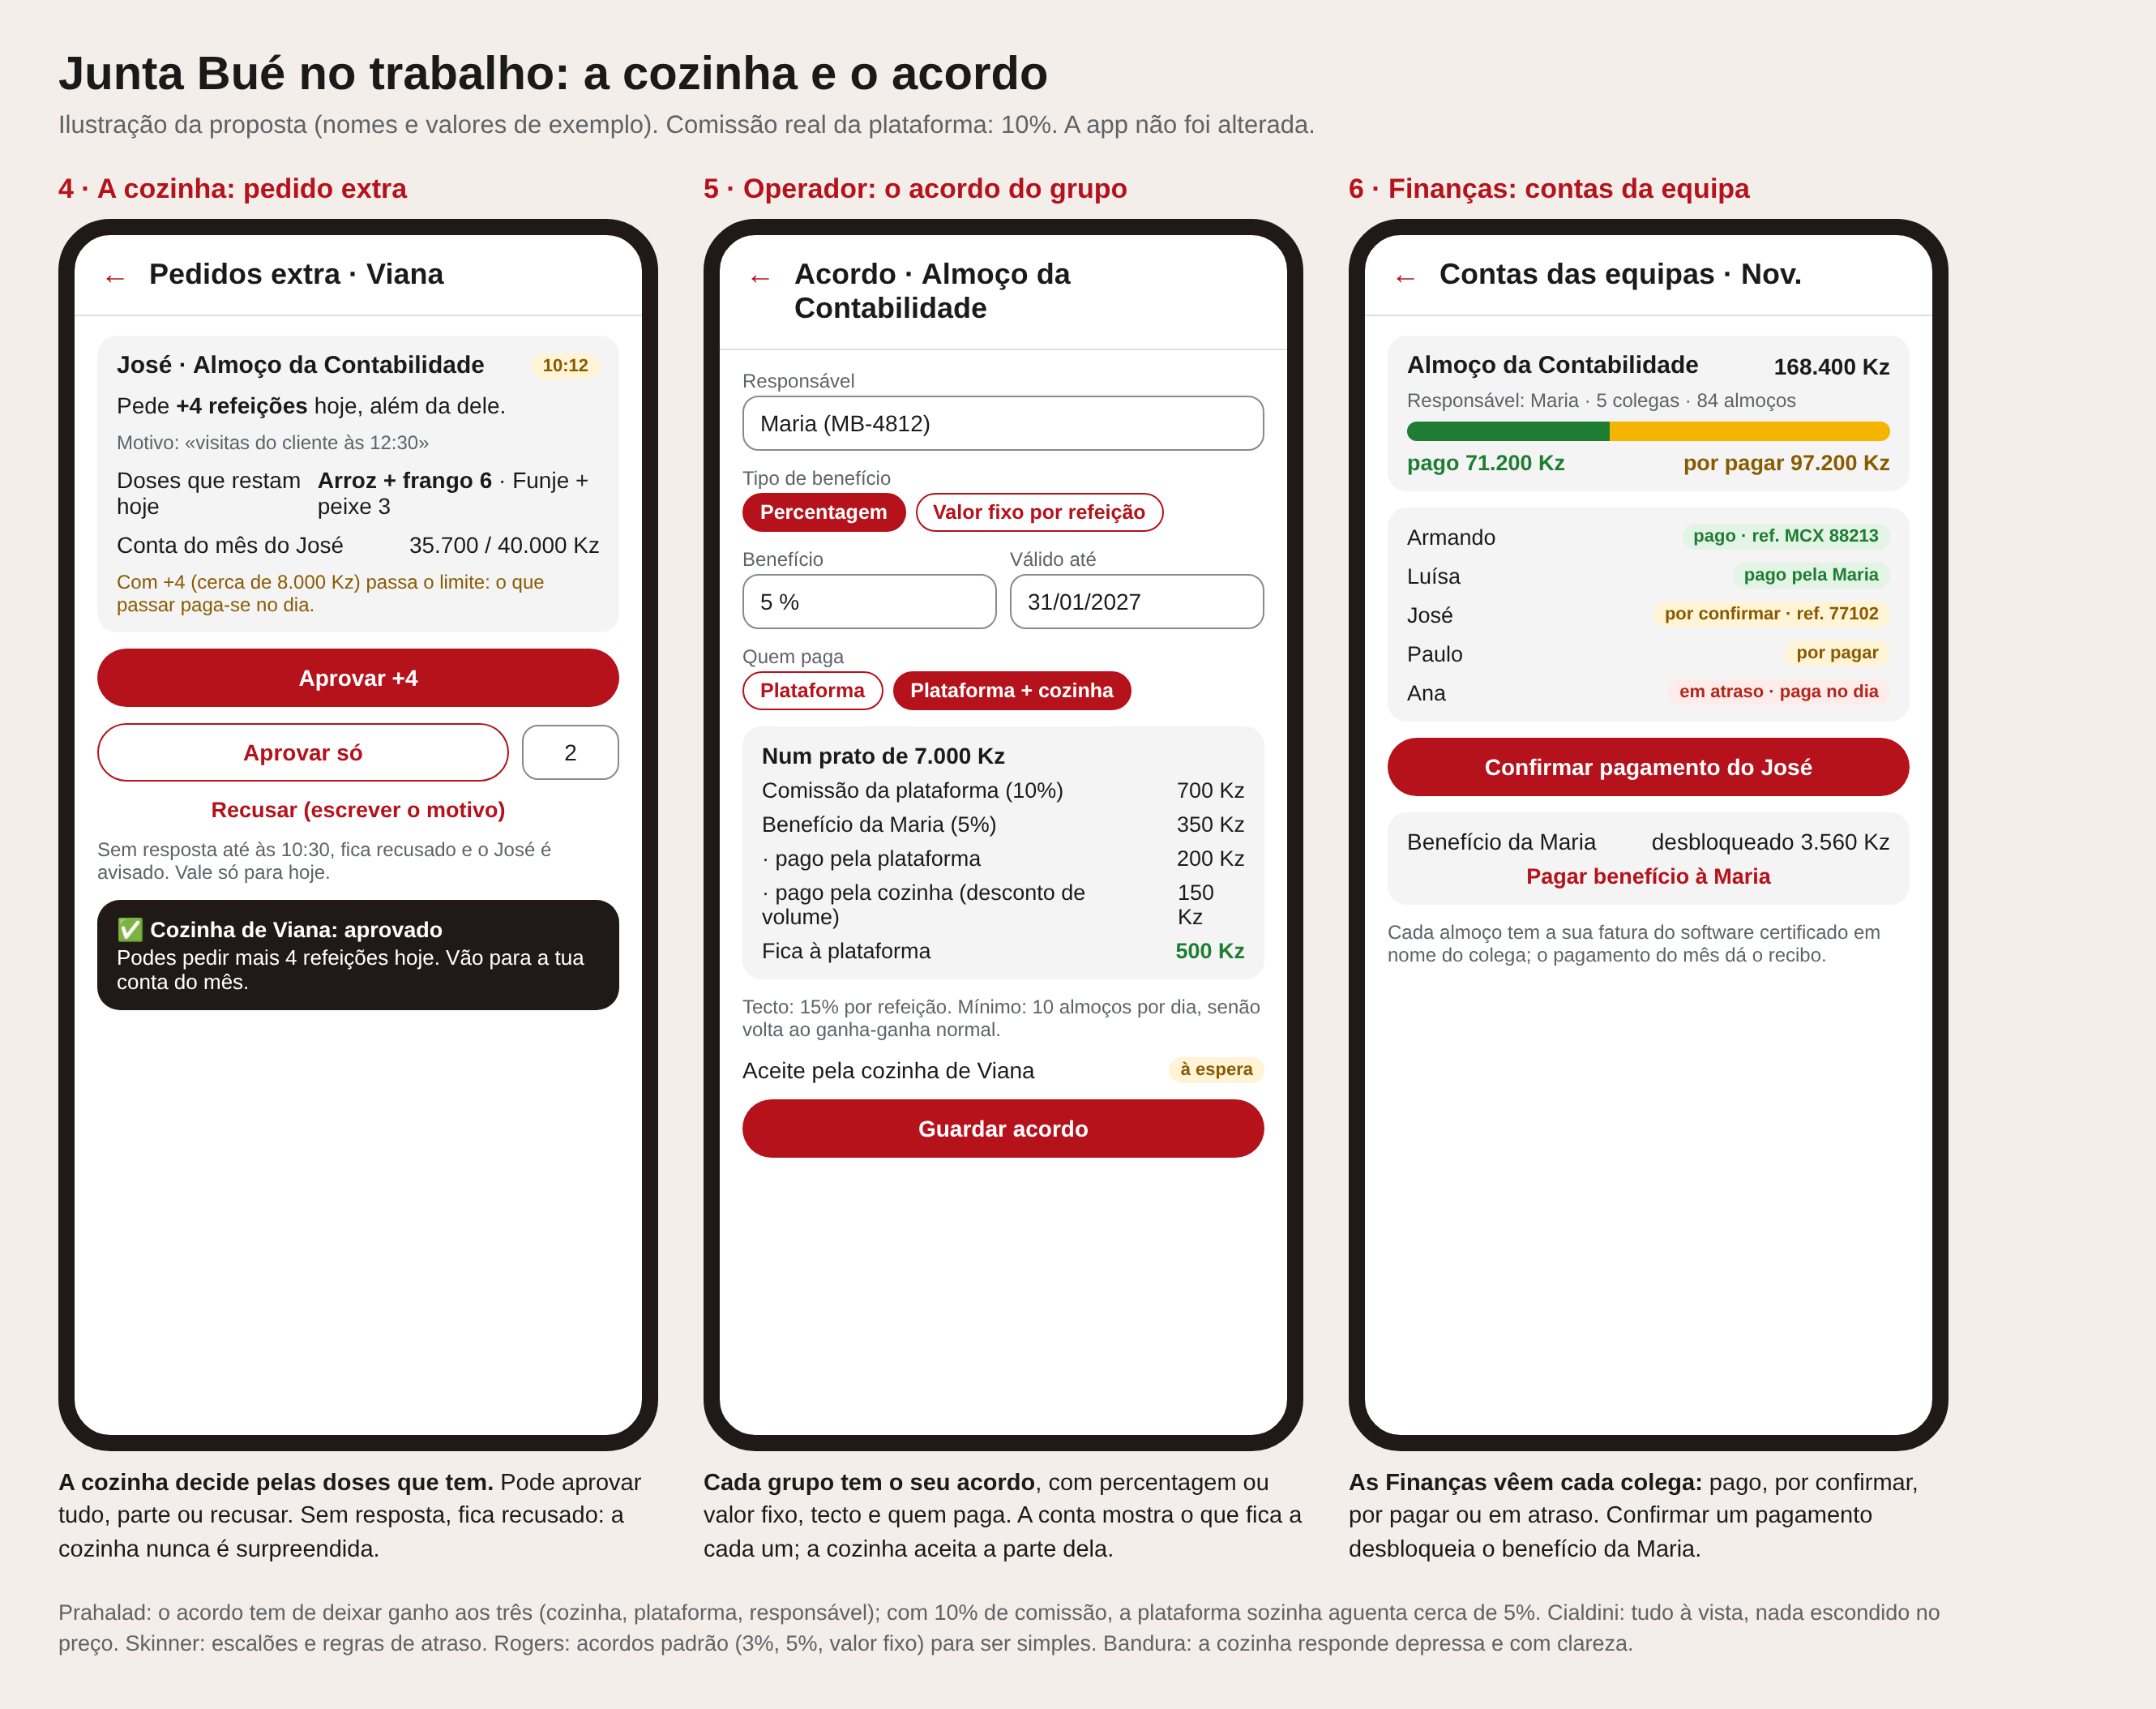 Junta Bué no trabalho: a cozinha e o acordo
Ilustração da proposta (nomes e valores de exemplo). Comissão real da plataforma: 10%. A app não foi alterada.
4 · A cozinha: pedido extra
← Pedidos extra · Viana
José · Almoço da Contabilidade 10:12
Pede +4 refeições hoje, além da dele.
Motivo: «visitas do cliente às 12:30»
Doses que restam hoje
Arroz + frango 6 · Funje + peixe 3
Conta do mês do José 35.700 / 40.000 Kz
Com +4 (cerca de 8.000 Kz) passa o limite: o que
passar paga-se no dia.
Aprovar +4
Aprovar só 2
Recusar (escrever o motivo)
Sem resposta até às 10:30, fica recusado e o José é
avisado. Vale só para hoje.
✅ Cozinha de Viana: aprovado
Podes pedir mais 4 refeições hoje. Vão para a tua
conta do mês.
A cozinha decide pelas doses que tem. Pode aprovar
tudo, parte ou recusar. Sem resposta, fica recusado: a
cozinha nunca é surpreendida.
5 · Operador: o acordo do grupo
← Acordo · Almoço da
Contabilidade
Responsável
Maria (MB-4812)
Tipo de benefício
Percentagem Valor fixo por refeição
Benefício Válido até
5 % 31/01/2027
Quem paga
Plataforma Plataforma + cozinha
Num prato de 7.000 Kz
Comissão da plataforma (10%) 700 Kz
Benefício da Maria (5%) 350 Kz
· pago pela plataforma 200 Kz
· pago pela cozinha (desconto de volume) 150 Kz
Fica à plataforma 500 Kz
Tecto: 15% por refeição. Mínimo: 10 almoços por dia, senão
volta ao ganha-ganha normal.
Aceite pela cozinha de Viana à espera
Guardar acordo
Cada grupo tem o seu acordo, com percentagem ou
valor fixo, tecto e quem paga. A conta mostra o que fica a
cada um; a cozinha aceita a parte dela.
6 · Finanças: contas da equipa
← Contas das equipas · Nov.
Almoço da Contabilidade 168.400 Kz
Responsável: Maria · 5 colegas · 84 almoços
pago 71.200 Kz por pagar 97.200 Kz
Armando pago · ref. MCX 88213
Luísa pago pela Maria
José por confirmar · ref. 77102
Paulo por pagar
Ana em atraso · paga no dia
Confirmar pagamento do José
Benefício da Maria desbloqueado 3.560 Kz
Pagar benefício à Maria
Cada almoço tem a sua fatura do software certificado em
nome do colega; o pagamento do mês dá o recibo.
As Finanças vêem cada colega: pago, por confirmar,
por pagar ou em atraso. Confirmar um pagamento
desbloqueia o benefício da Maria.
Prahalad: o acordo tem de deixar ganho aos três (cozinha, plataforma, responsável); com 10% de comissão, a plataforma sozinha aguenta cerca de 5%. Cialdini: tudo à vista, nada escondido no
preço. Skinner: escalões e regras de atraso. Rogers: acordos padrão (3%, 5%, valor fixo) para ser simples. Bandura: a cozinha responde depressa e com clareza.